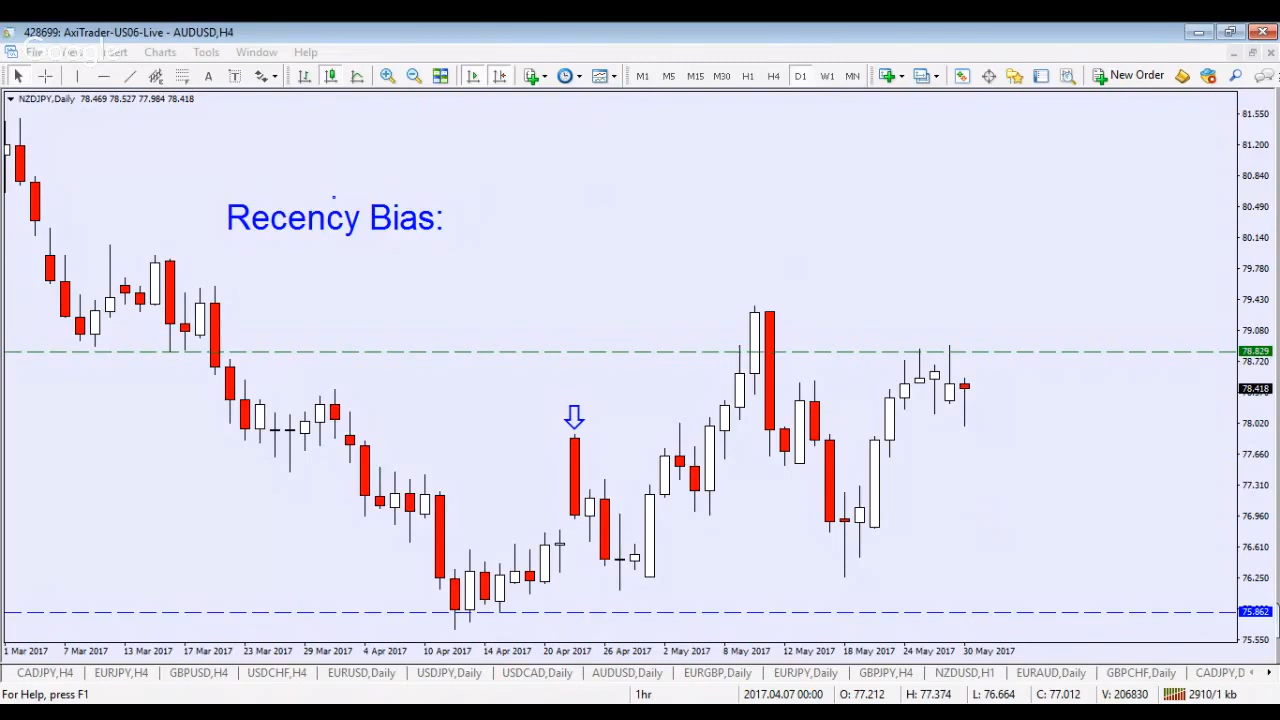 428699: AxiTrader-US06-Live - AUDUSD,H4
File View Insert Charts Tools Window Help
M1 M5 M15 M30 H1 H4 D1 W1 MN New Order
NZDJPY,Daily 78.469 78.527 77.984 78.418
Recency Bias:
81.550
81.200
80.840
80.490
80.140
79.780
79.430
79.080
78.829
78.720
78.418
78.020
77.660
77.310
76.960
76.610
76.250
75.862
75.550
1 Mar 2017 7 Mar 2017 13 Mar 2017 17 Mar 2017 23 Mar 2017 29 Mar 2017 4 Apr 2017 10 Apr 2017 14 Apr 2017 20 Apr 2017 26 Apr 2017 2 May 2017 8 May 2017 12 May 2017 18 May 2017 24 May 2017 30 May 2017
CADJPY,H4 EURJPY,H4 GBPUSD,H4 USDCHF,H4 EURUSD,Daily USDJPY,Daily USDCAD,Daily AUDUSD,Daily EURGBP,Daily EURJPY,Daily GBPJPY,H4 NZDUSD,H1 EURAUD,Daily GBPCHF,Daily CADJPY,D
For Help, press F1 1hr 2017.04.07 00:00 O: 77.212 H: 77.374 L: 76.664 C: 77.012 V: 206830 2910/1 kb